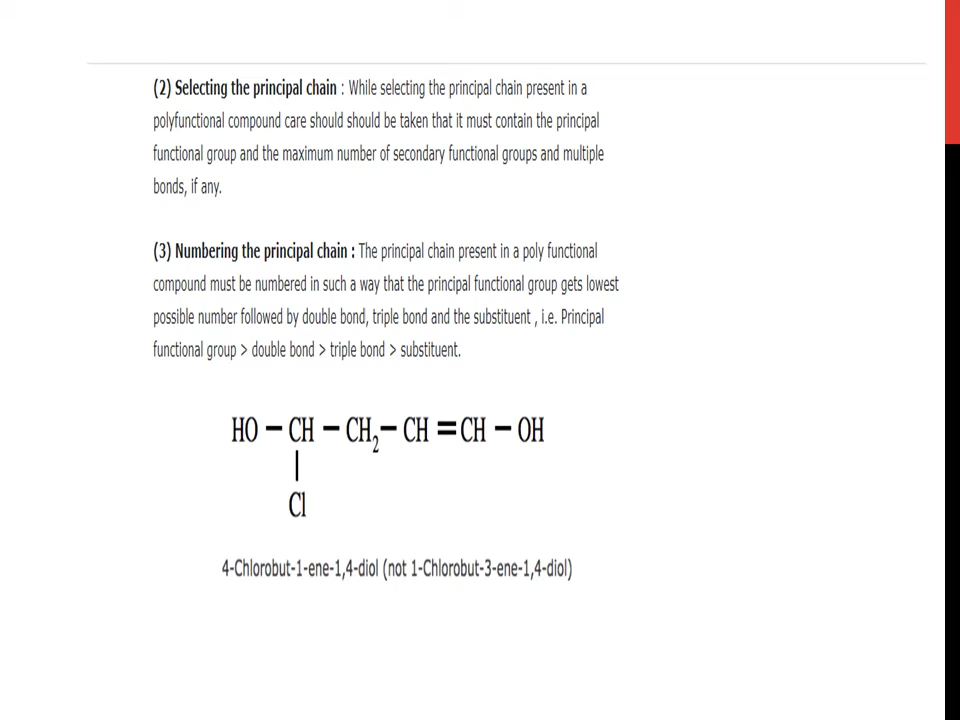 (2) Selecting the principal chain : While selecting the principal chain present in a
polyfunctional compound care should should be taken that it must contain the principal
functional group and the maximum number of secondary functional groups and multiple
bonds, if any.
(3) Numbering the principal chain : The principal chain present in a poly functional
compound must be numbered in such a way that the principal functional group gets lowest
possible number followed by double bond, triple bond and the substituent , i.e. Principal
functional group > double bond > triple bond > substituent.
HO – CH – CH2 – CH = CH – OH
|
Cl
4-Chlorobut-1-ene-1,4-diol (not 1-Chlorobut-3-ene-1,4-diol)